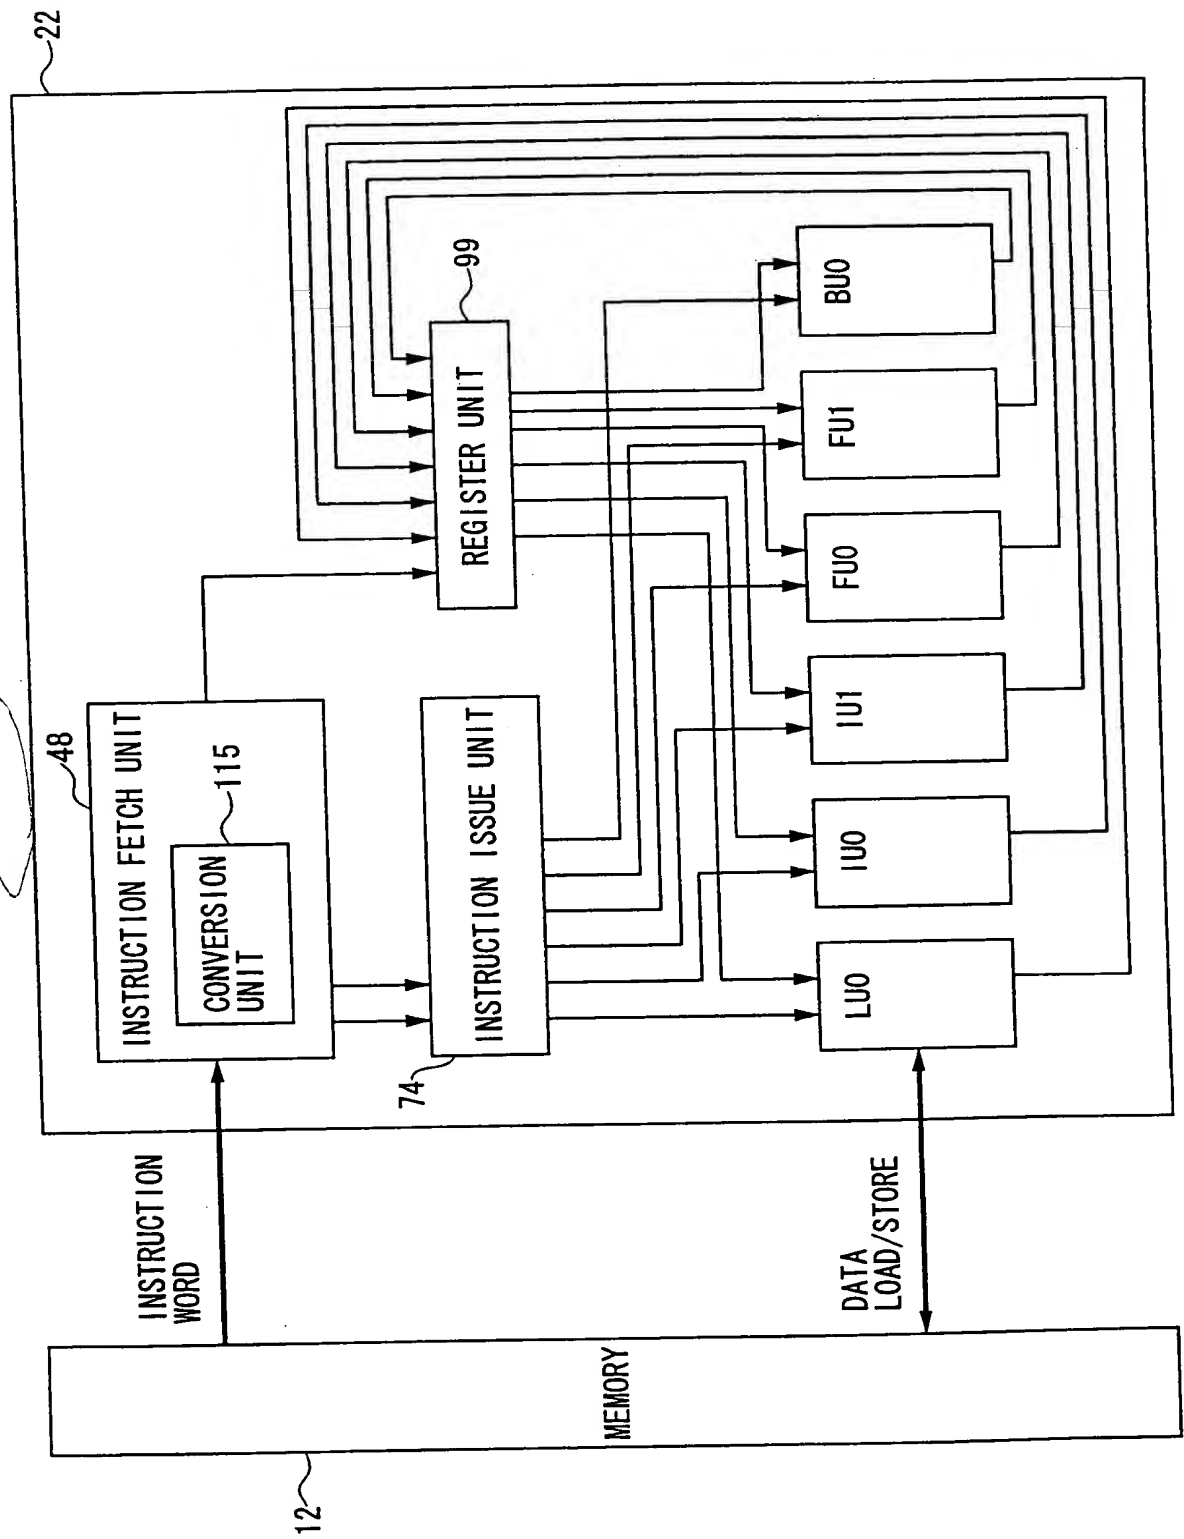 22
48
INSTRUCTION FETCH UNIT
115
CONVERSION
UNIT
99
REGISTER UNIT
74
INSTRUCTION ISSUE UNIT
LU0
IU0
IU1
FU0
FU1
BU0
INSTRUCTION
WORD
DATA
LOAD/STORE
MEMORY
12